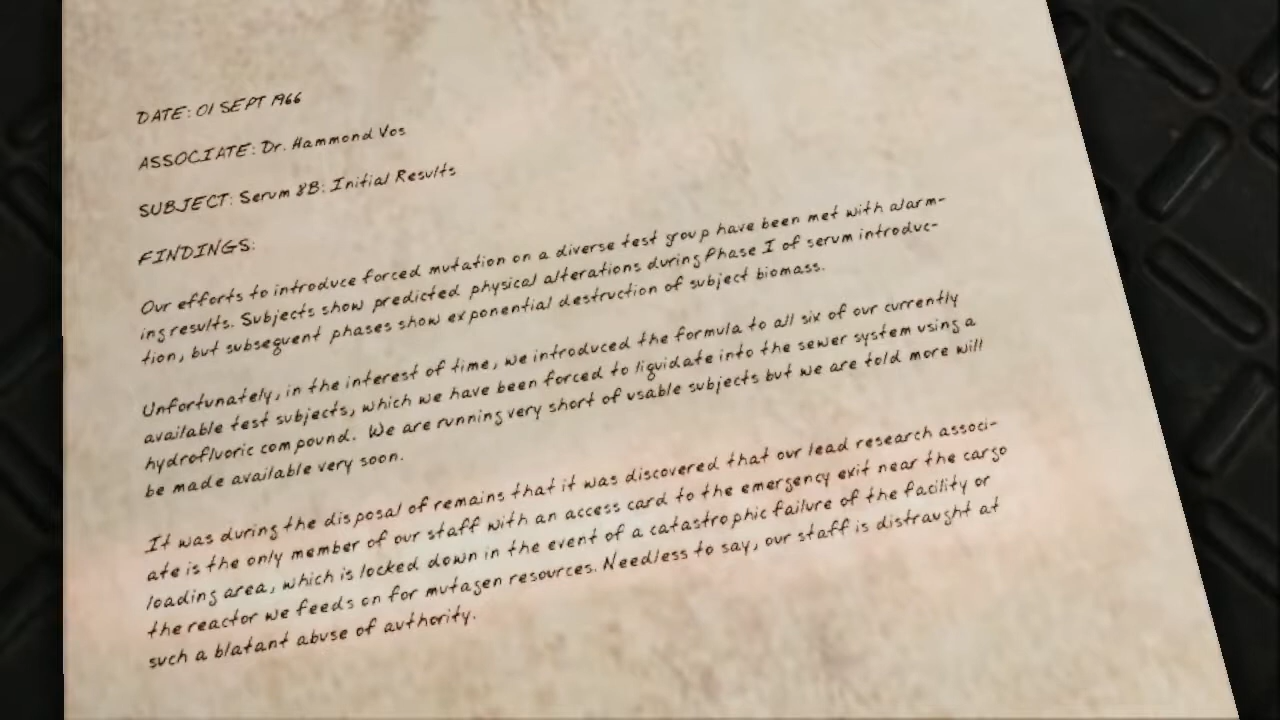 DATE: 01 SEPT 1966
ASSOCIATE: Dr. Hammond Vos
SUBJECT: Serum 8B: Initial Results
FINDINGS:
Our efforts to introduce forced mutation on a diverse test group have been met with alarm-
ing results. Subjects show predicted physical alterations during Phase I of serum introduc-
tion, but subsequent phases show exponential destruction of subject biomass.
Unfortunately, in the interest of time, we introduced the formula to all six of our currently
available test subjects, which we have been forced to liquidate into the sewer system using a
hydrofluoric compound. We are running very short of usable subjects but we are told more will
be made available very soon.
It was during the disposal of remains that it was discovered that our lead research associ-
ate is the only member of our staff with an access card to the emergency exit near the cargo
loading area, which is locked down in the event of a catastrophic failure of the facility or
the reactor we feeds on for mutagen resources. Needless to say, our staff is distraught at
such a blatant abuse of authority.